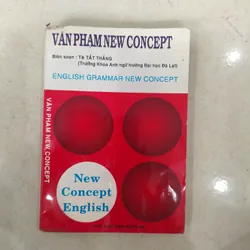 VĂN PHẠM NEW CONCEPT
Biên soạn : TẠ TẤT THẮNG
(Trưởng Khoa Anh ngữ trường Đại học Đà Lạt)
ENGLISH GRAMMAR NEW CONCEPT
VĂN PHẠM NEW CONCEPT
New
Concept
English